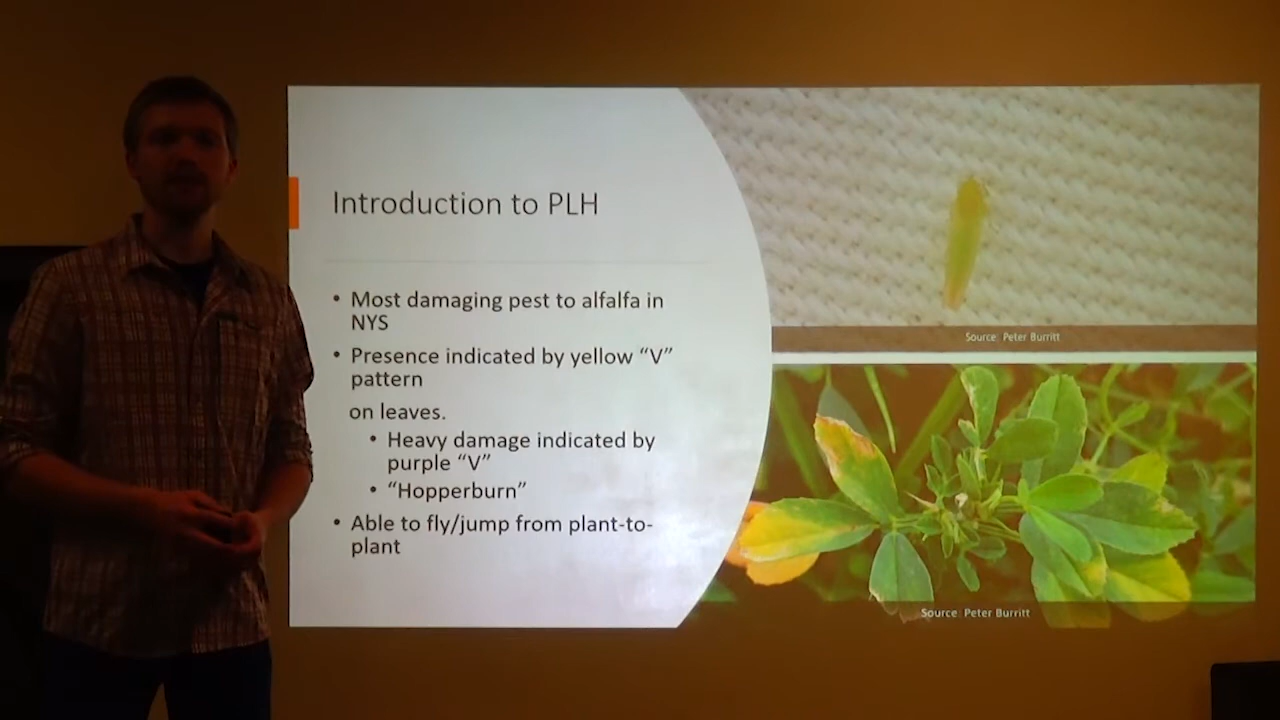 Introduction to PLH
• Most damaging pest to alfalfa in
NYS
• Presence indicated by yellow “V”
pattern
on leaves.
• Heavy damage indicated by
purple “V”
• “Hopperburn”
• Able to fly/jump from plant-to-
plant
Source: Peter Burritt
Source: Peter Burritt